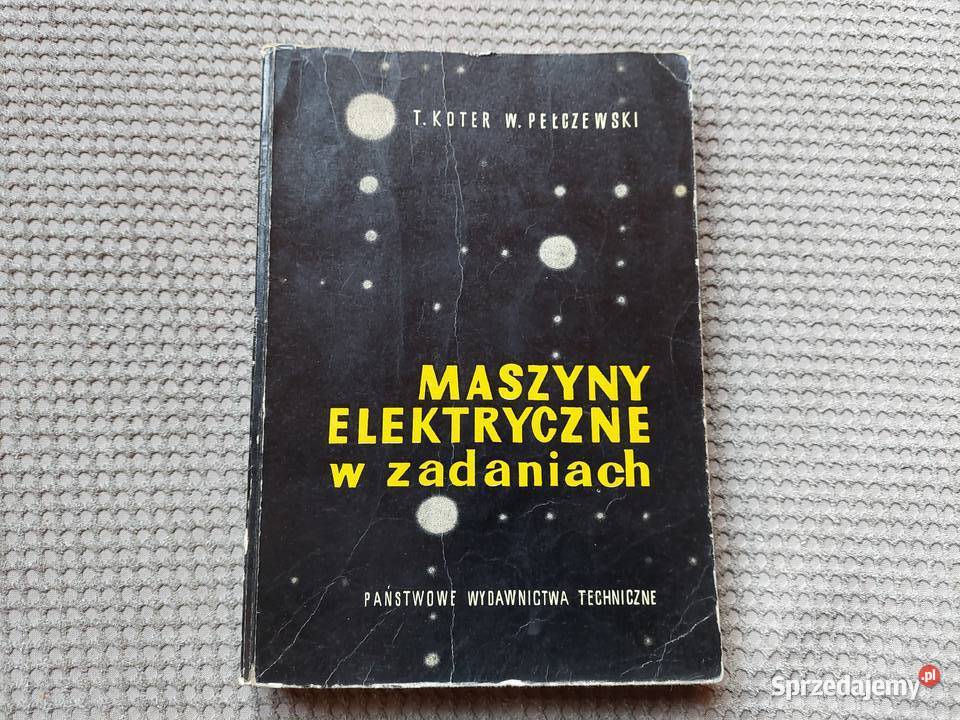 T. KOTER W. PEŁCZEWSKI
MASZYNY
ELEKTRYCZNE
w zadaniach
PAŃSTWOWE WYDAWNICTWA TECHNICZNE
Sprzedajemy.pl